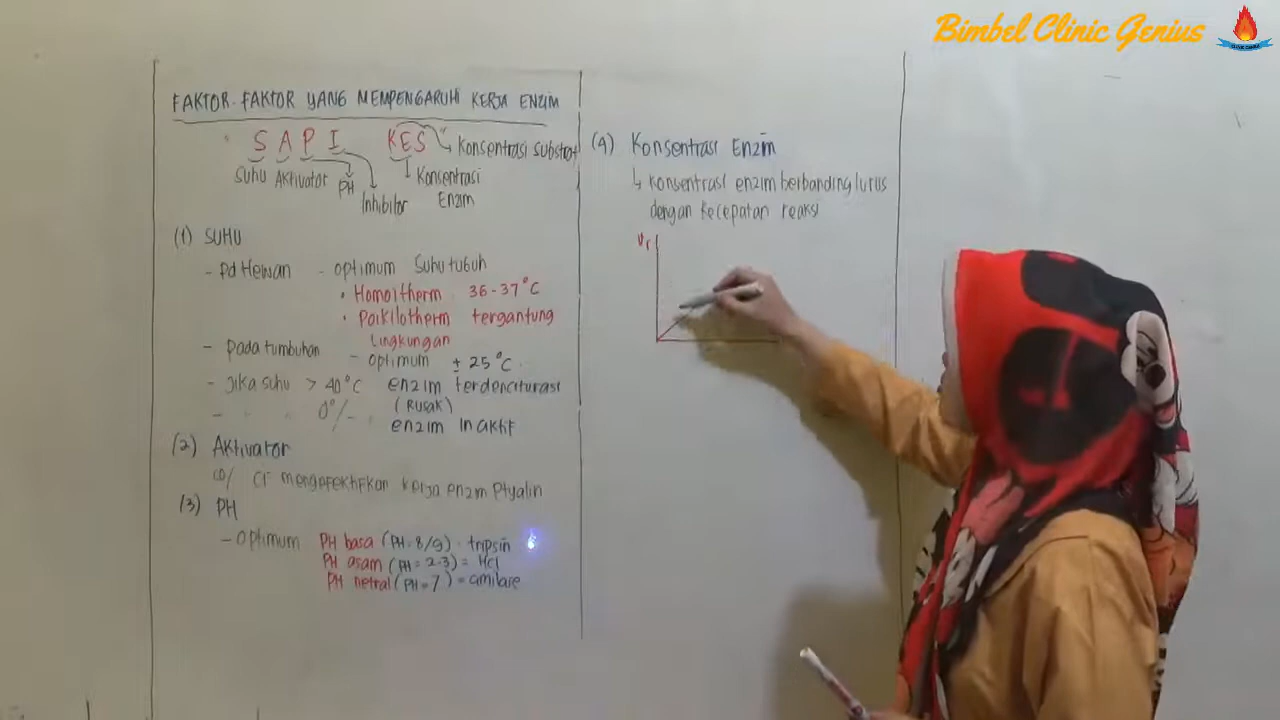 Bimbel Clinic Genius
FAKTOR-FAKTOR YANG MEMPENGARUHI KERJA ENZIM
S A P I KES
Konsentrasi Substrat
Suhu Aktivator PH Inhibitor
Konsentrasi Enzim
(1) SUHU
- Pd Hewan - optimum Suhu tubuh
• Homoitherm 36-37°C
• Poikilotherm tergantung
lingkungan
- Pada tumbuhan - optimum ± 25°C.
- Jika suhu > 40°C enzim terdenaturasi
(Rusak)
- " " 0°/- " enzim In aktif
(2) Aktivator
Cl⁻ mengefektifkan kerja enzim Ptyalin
(3) PH
- Optimum PH basa (PH = 8/9) = tripsin
PH asam (PH = 2-3) = HCl
PH netral (PH = 7) = amilase
(4) Konsentrasi Enzim
↳ Konsentrasi enzim berbanding lurus
dengan kecepatan reaksi
Vr